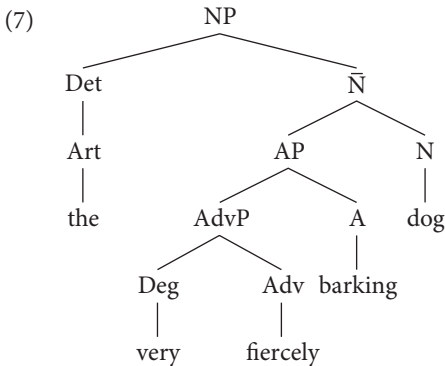 (7) NP
Det N̄
Art AP N
the AdvP A dog
Deg Adv barking
very fiercely